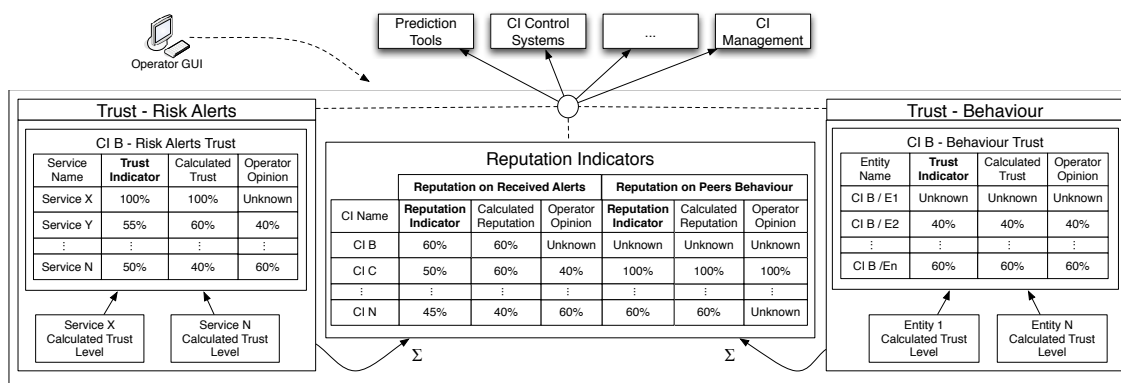 Operator GUI
Prediction
Tools
CI Control
Systems
...
CI
Management
Trust - Risk Alerts
CI B - Risk Alerts Trust
Service Name Trust Indicator Calculated Trust Operator Opinion
Service X 100% 100% Unknown
Service Y 55% 60% 40%
⋮ ⋮ ⋮ ⋮
Service N 50% 40% 60%
Service X
Calculated Trust
Level
Service N
Calculated Trust
Level
Σ
Reputation Indicators
Reputation on Received Alerts Reputation on Peers Behaviour
CI Name Reputation Indicator Calculated Reputation Operator Opinion Reputation Indicator Calculated Reputation Operator Opinion
CI B 60% 60% Unknown Unknown Unknown Unknown
CI C 50% 60% 40% 100% 100% 100%
⋮ ⋮ ⋮ ⋮ ⋮ ⋮ ⋮
CI N 45% 40% 60% 60% 60% Unknown
Σ
Trust - Behaviour
CI B - Behaviour Trust
Entity Name Trust Indicator Calculated Trust Operator Opinion
CI B / E1 Unknown Unknown Unknown
CI B / E2 40% 40% 40%
⋮ ⋮ ⋮ ⋮
CI B /En 60% 60% 60%
Entity 1
Calculated Trust
Level
Entity N
Calculated Trust
Level